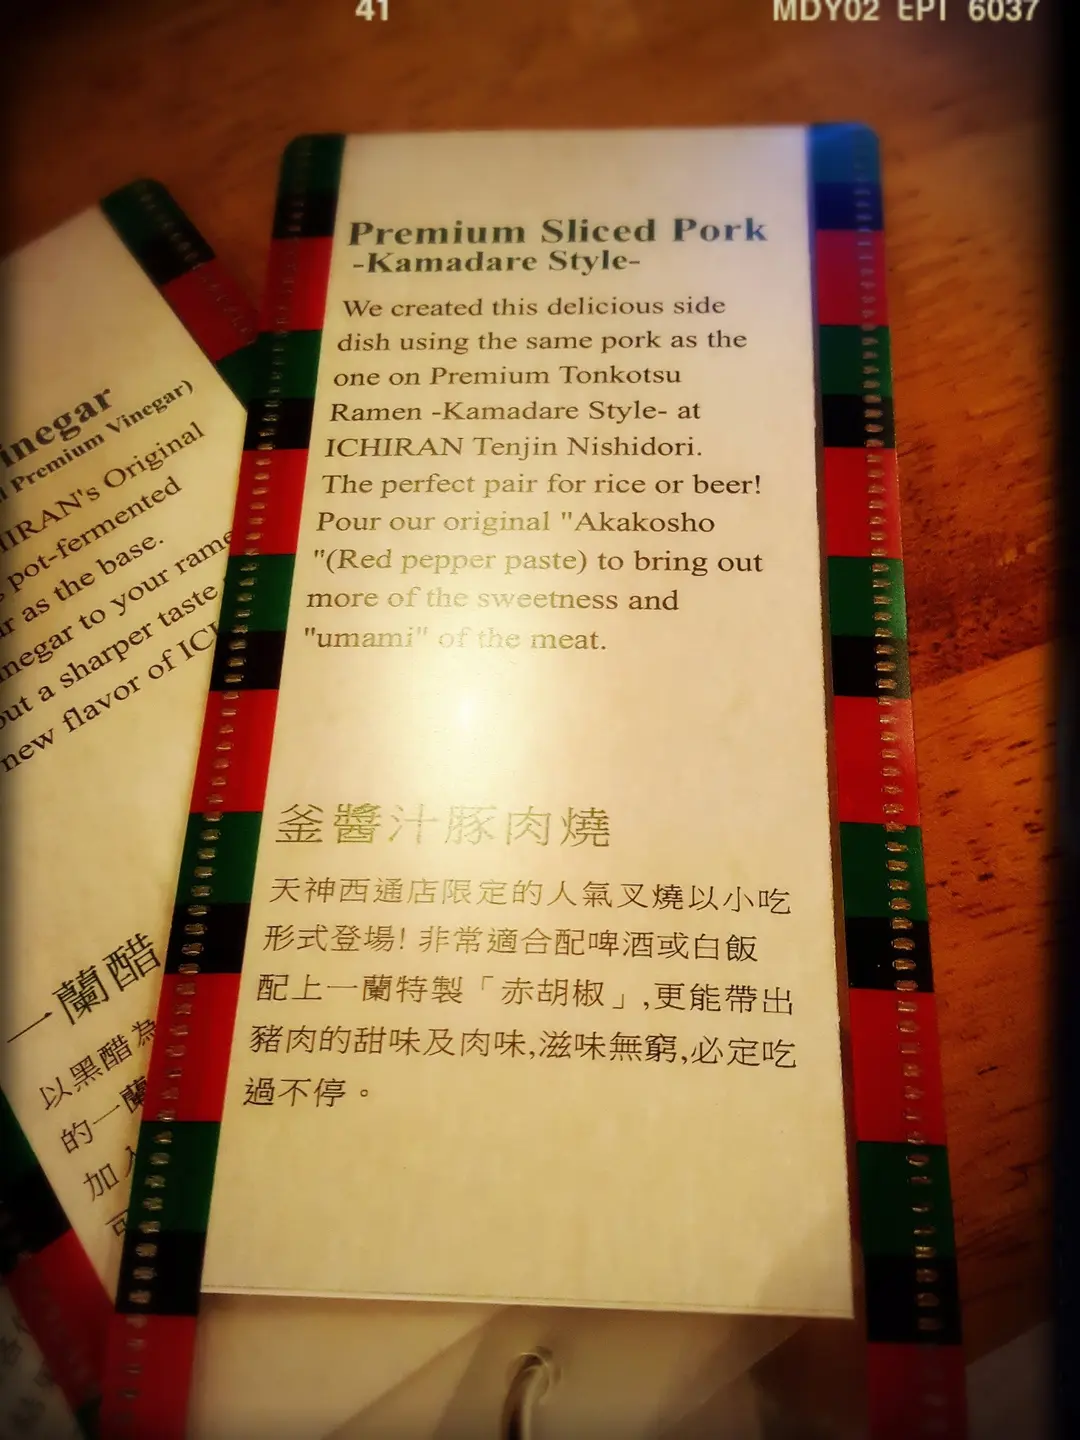 41 MDY02 EPI 6037
Premium Sliced Pork
-Kamadare Style-
We created this delicious side
dish using the same pork as the
one on Premium Tonkotsu
Ramen -Kamadare Style- at
ICHIRAN Tenjin Nishidori.
The perfect pair for rice or beer!
Pour our original "Akakosho
"(Red pepper paste) to bring out
more of the sweetness and
"umami" of the meat.
釜醬汁豚肉燒
天神西通店限定的人氣叉燒以小吃
形式登場!非常適合配啤酒或白飯
配上一蘭特製「赤胡椒」,更能帶出
豬肉的甜味及肉味,滋味無窮,必定吃
過不停。
Premium Vinegar)
Original
pot-fermented
as the base.
to your
out a sharper taste
new flavor of
一蘭醋
以黑醋為
的一蘭
加入